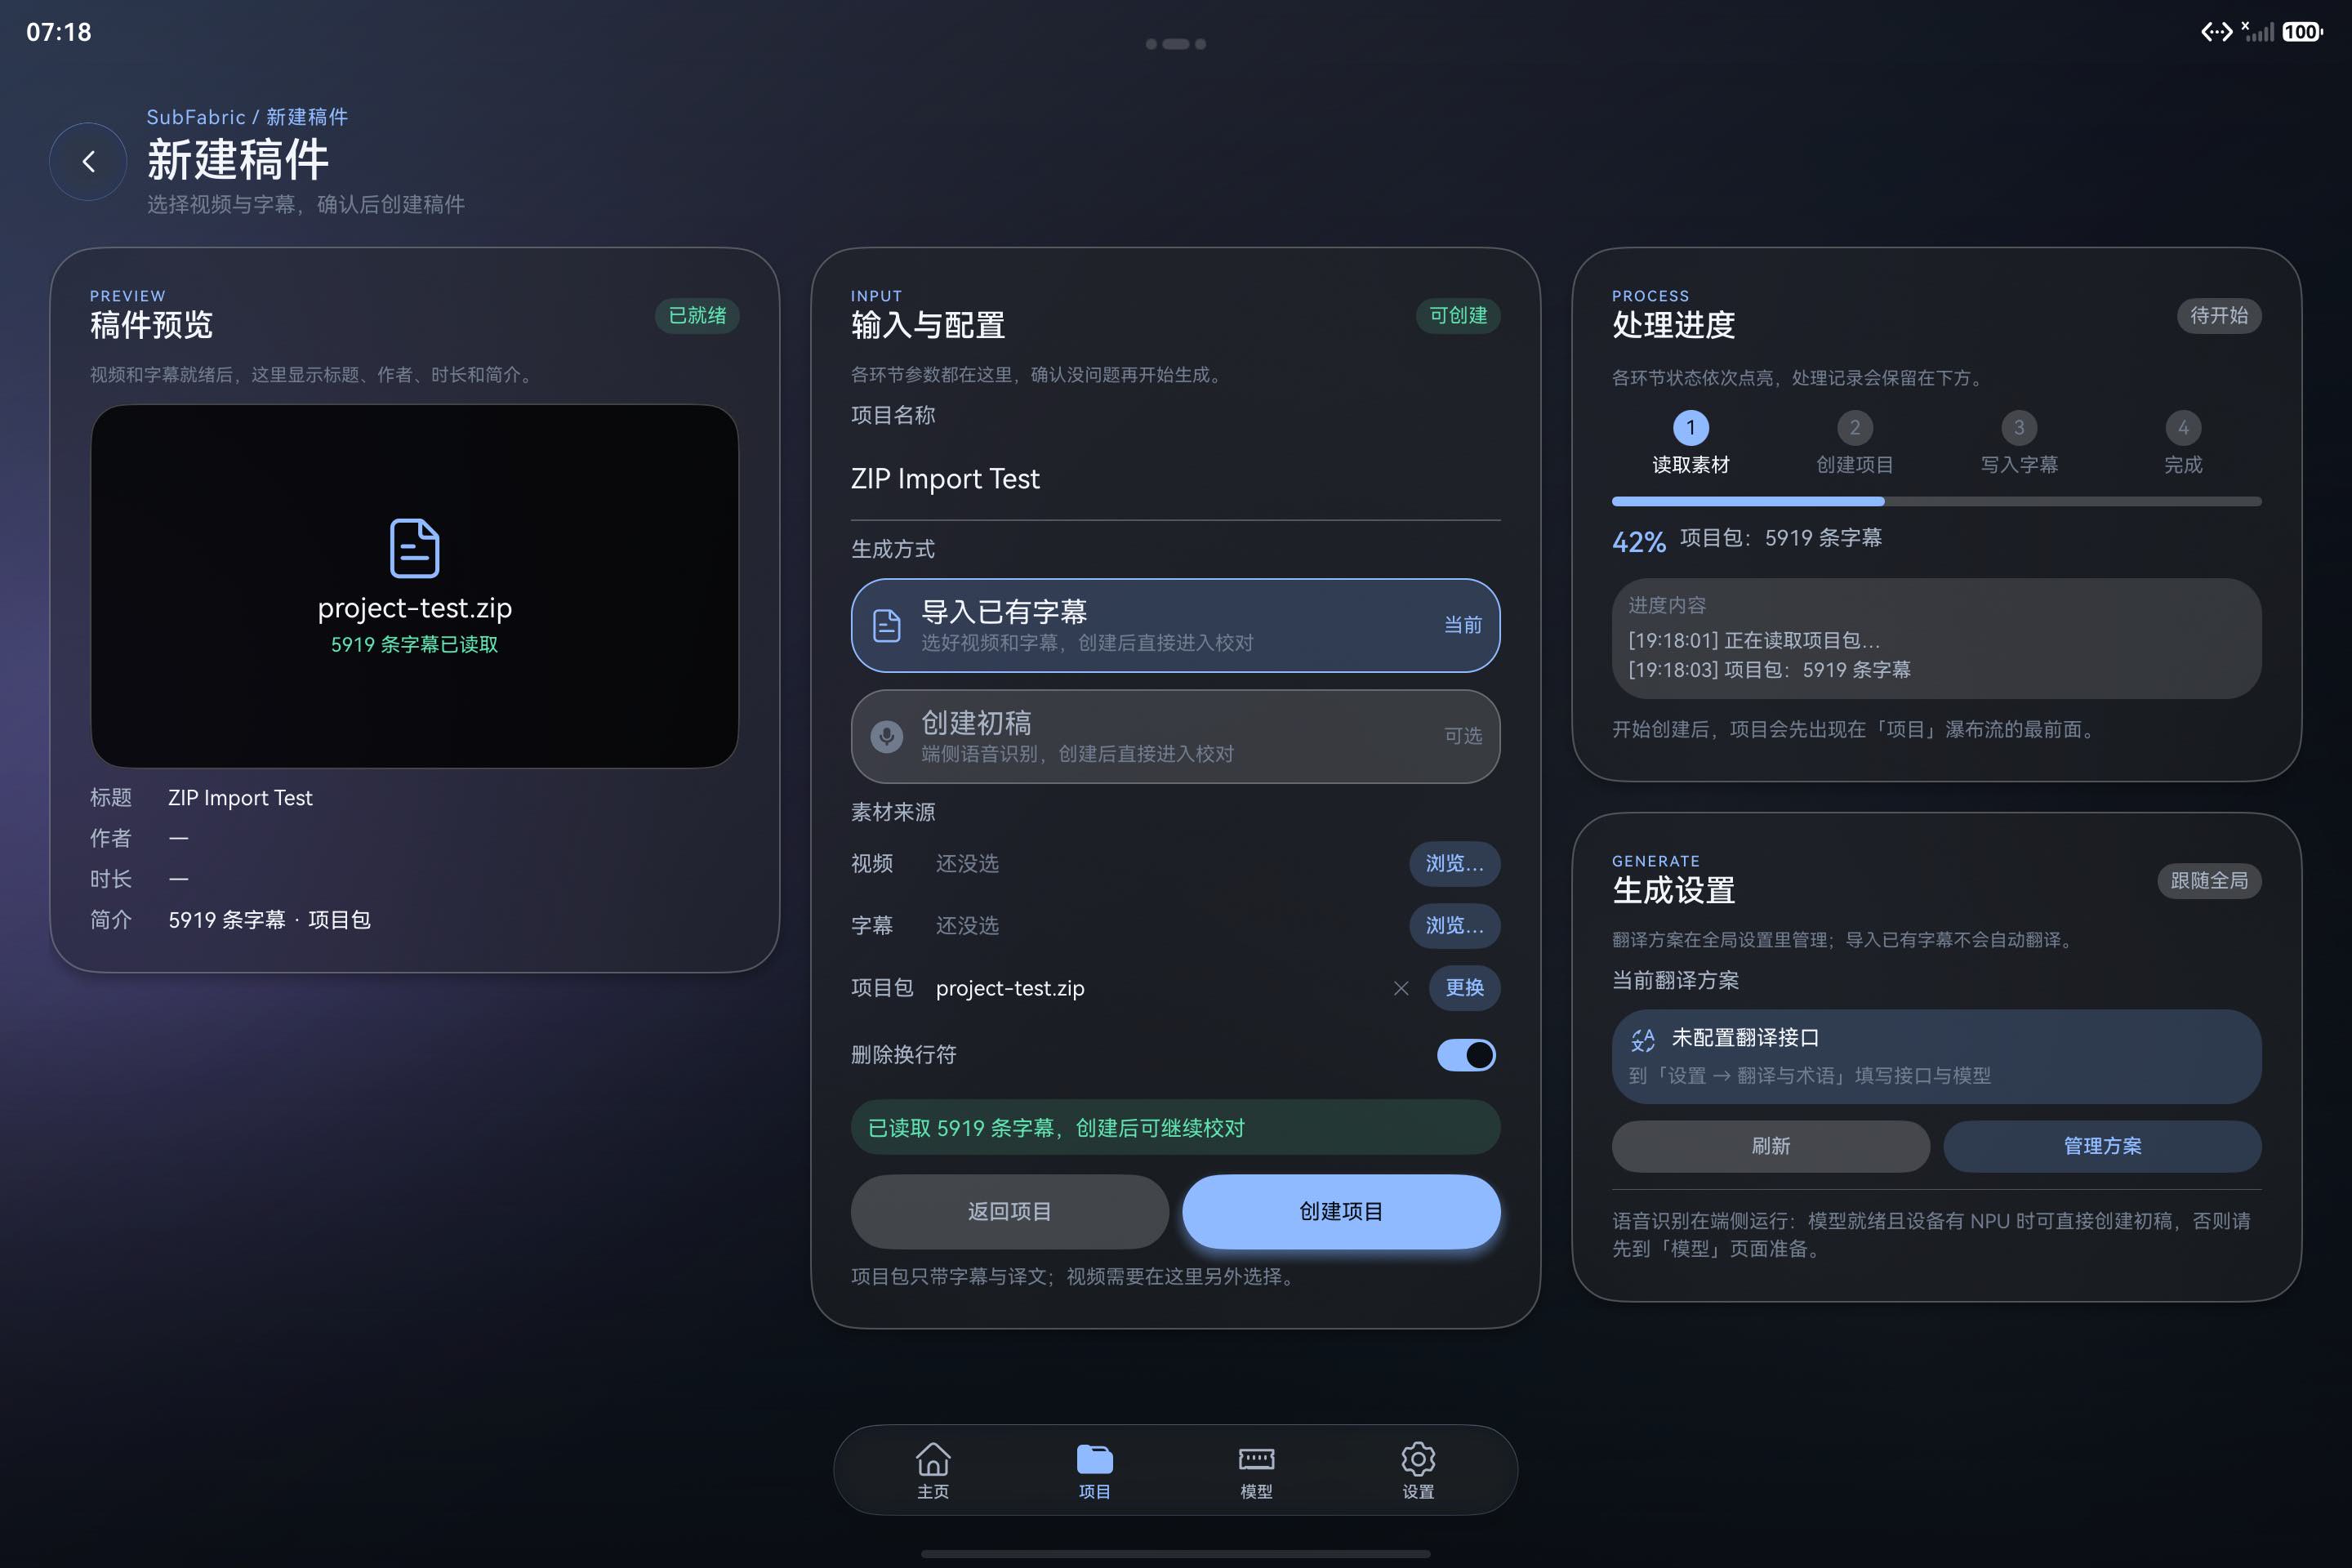 07:18
100
SubFabric / 新建稿件
新建稿件
选择视频与字幕，确认后创建稿件
PREVIEW
稿件预览
已就绪
视频和字幕就绪后，这里显示标题、作者、时长和简介。
project-test.zip
5919 条字幕已读取
标题 ZIP Import Test
作者 —
时长 —
简介 5919 条字幕 · 项目包
INPUT
输入与配置
可创建
各环节参数都在这里，确认没问题再开始生成。
项目名称
ZIP Import Test
生成方式
导入已有字幕
选好视频和字幕，创建后直接进入校对
当前
创建初稿
端侧语音识别，创建后直接进入校对
可选
素材来源
视频 还没选 浏览...
字幕 还没选 浏览...
项目包 project-test.zip 更换
删除换行符
已读取 5919 条字幕，创建后可继续校对
返回项目 创建项目
项目包只带字幕与译文；视频需要在这里另外选择。
PROCESS
处理进度
待开始
各环节状态依次点亮，处理记录会保留在下方。
1 2 3 4
读取素材 创建项目 写入字幕 完成
42% 项目包：5919 条字幕
进度内容
[19:18:01] 正在读取项目包...
[19:18:03] 项目包：5919 条字幕
开始创建后，项目会先出现在「项目」瀑布流的最前面。
GENERATE
生成设置
跟随全局
翻译方案在全局设置里管理；导入已有字幕不会自动翻译。
当前翻译方案
未配置翻译接口
到「设置 → 翻译与术语」填写接口与模型
刷新 管理方案
语音识别在端侧运行：模型就绪且设备有 NPU 时可直接创建初稿，否则请
先到「模型」页面准备。
主页 项目 模型 设置